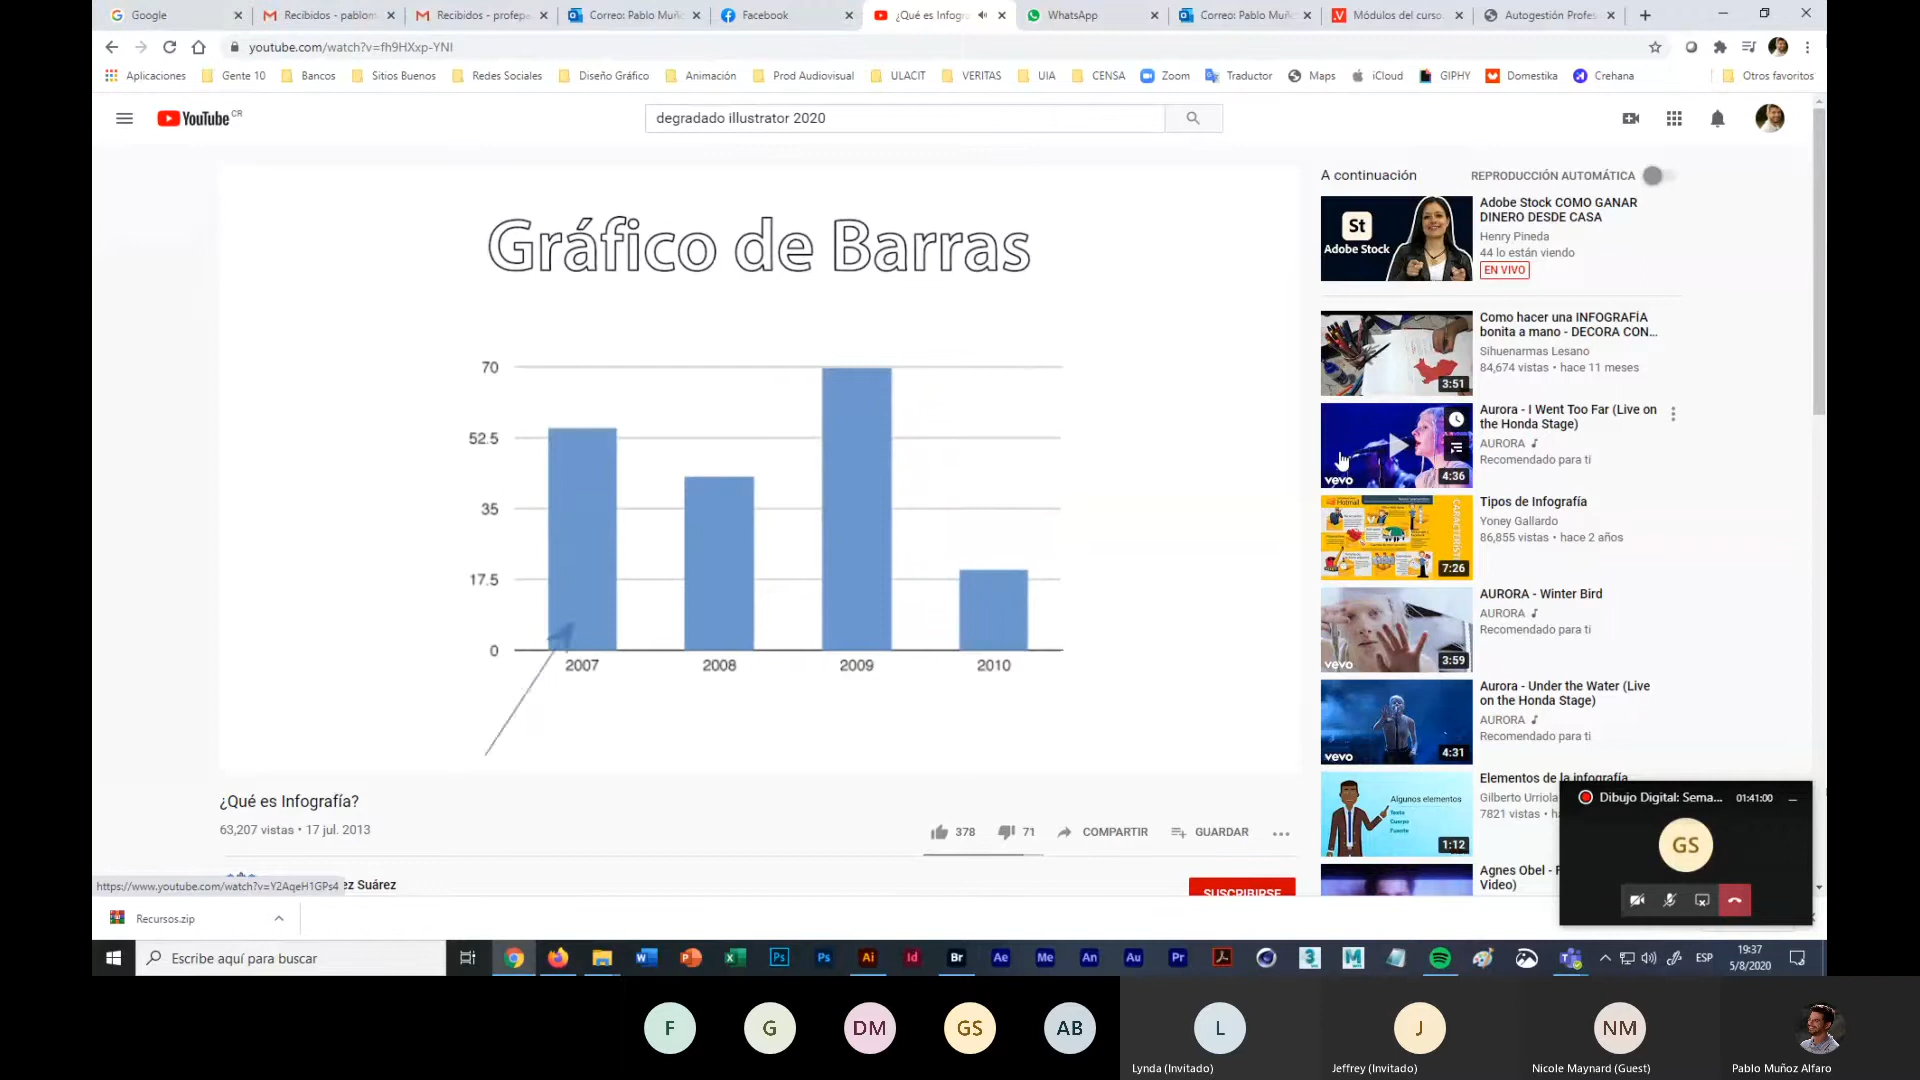 Google
Recibidos - pablom
Recibidos - profepa
Correo: Pablo Muño
Facebook
¿Qué es Infogra
WhatsApp
Correo: Pablo Muño
Módulos del curso
Autogestión Profes
youtube.com/watch?v=fh9HXxp-YNI
Aplicaciones
Gente 10
Bancos
Sitios Buenos
Redes Sociales
Diseño Gráfico
Animación
Prod Audiovisual
ULACIT
VERITAS
UIA
CENSA
Zoom
Traductor
Maps
iCloud
GIPHY
Domestika
Crehana
Otros favoritos
YouTube CR
degradado illustrator 2020
Gráfico de Barras
70
52.5
35
17.5
0
2007
2008
2009
2010
¿Qué es Infografía?
63,207 vistas • 17 jul. 2013
378
71
COMPARTIR
GUARDAR
ez Suárez
SUSCRIBIRSE
https://www.youtube.com/watch?v=Y2AqeH1GPs4
A continuación
REPRODUCCIÓN AUTOMÁTICA
St
Adobe Stock
Adobe Stock COMO GANAR
DINERO DESDE CASA
Henry Pineda
44 lo están viendo
EN VIVO
3:51
Como hacer una INFOGRAFÍA
bonita a mano - DECORA CON...
Sihuenarmas Lesano
84,674 vistas • hace 11 meses
vevo
4:36
Aurora - I Went Too Far (Live on
the Honda Stage)
AURORA
Recomendado para ti
Hotmail
7:26
Tipos de Infografía
Yoney Gallardo
86,855 vistas • hace 2 años
vevo
3:59
AURORA - Winter Bird
AURORA
Recomendado para ti
vevo
4:31
Aurora - Under the Water (Live
on the Honda Stage)
AURORA
Recomendado para ti
Algunos elementos
Texto
Cuerpo
Fuente
1:12
Elementos de la infografía
Gilberto Urriola
7821 vistas • h
Agnes Obel - F
Video)
Dibujo Digital: Sema...
01:41:00
GS
Recursos.zip
Escribe aquí para buscar
ESP
19:37
5/8/2020
F
G
DM
GS
AB
L
J
NM
Lynda (Invitado)
Jeffrey (Invitado)
Nicole Maynard (Guest)
Pablo Muñoz Alfaro